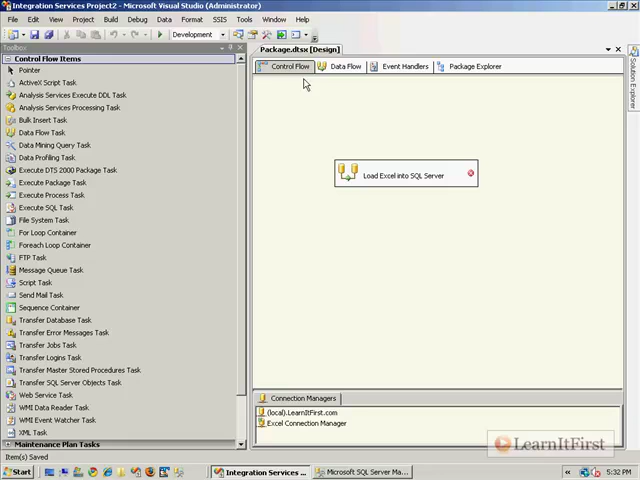 Integration Services Project2 - Microsoft Visual Studio (Administrator)
File Edit View Project Build Debug Data Format SSIS Tools Window Help
Development
Toolbox
Control Flow Items
Pointer
ActiveX Script Task
Analysis Services Execute DDL Task
Analysis Services Processing Task
Bulk Insert Task
Data Flow Task
Data Mining Query Task
Data Profiling Task
Execute DTS 2000 Package Task
Execute Package Task
Execute Process Task
Execute SQL Task
File System Task
For Loop Container
Foreach Loop Container
FTP Task
Message Queue Task
Script Task
Send Mail Task
Sequence Container
Transfer Database Task
Transfer Error Messages Task
Transfer Jobs Task
Transfer Logins Task
Transfer Master Stored Procedures Task
Transfer SQL Server Objects Task
Web Service Task
WMI Data Reader Task
WMI Event Watcher Task
XML Task
Maintenance Plan Tasks
Package.dtsx [Design]
Control Flow Data Flow Event Handlers Package Explorer
Load Excel into SQL Server
Connection Managers
(local).LearnItFirst.com
Excel Connection Manager
Solution Explorer
LearnItFirst
Item(s) Saved
Start Integration Services ... Microsoft SQL Server Ma... 5:32 PM